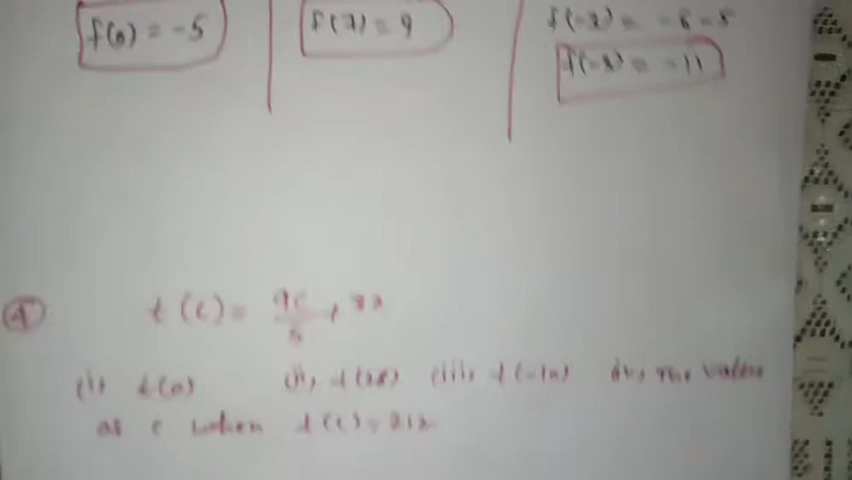 f(0) = -5
f(7) = 9
f(-3) = -6-5
f(-3) = -11
④ t(c) = 9c/5 + 32
(i) t(0) (ii) t(28) (iii) t(-10) (iv) the value
of c when t(c) = 212